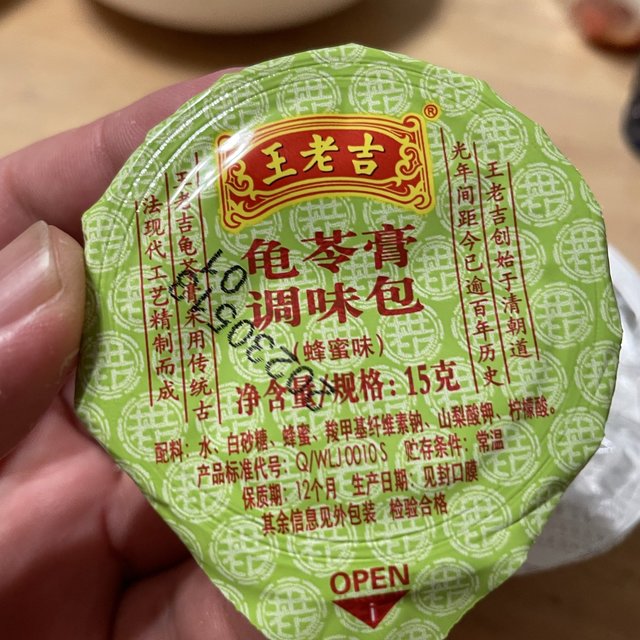 王老吉®
龟苓膏
调味包
(蜂蜜味)
净含量/规格:15克
王老吉创始于清朝道
光年间距今已逾百年历史
王老吉龟苓膏采用传统古
法现代工艺精制而成
配料:水、白砂糖、蜂蜜、羧甲基纤维素钠、山梨酸钾、柠檬酸。
产品标准代号:Q/WLJ0010S 贮存条件:常温
保质期:12个月 生产日期:见封口膜
其余信息见外包装 检验合格
OPEN